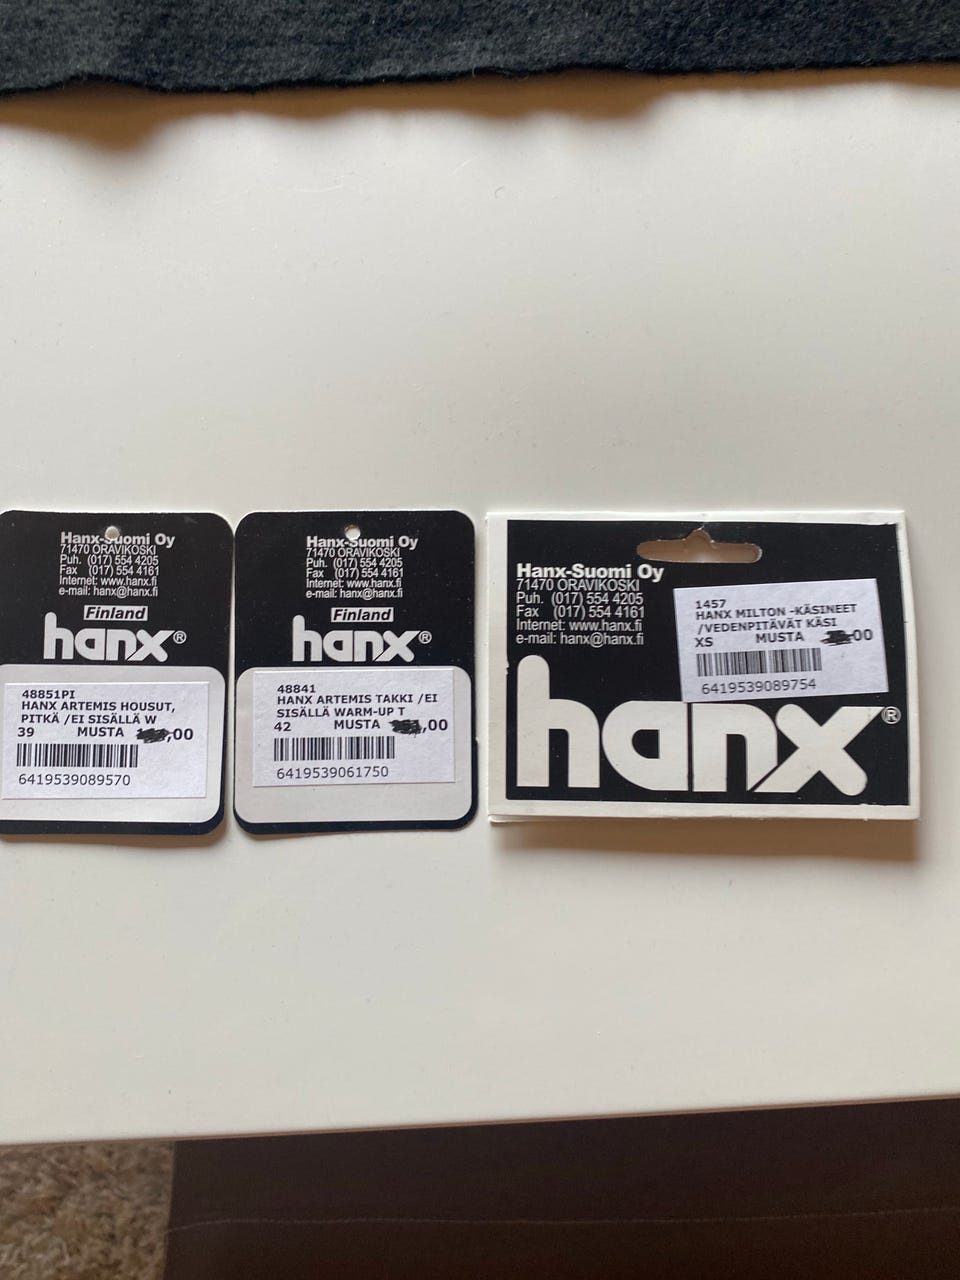 Hanx-Suomi Oy
71470 ORAVIKOSKI
Puh. (017) 554 4205
Fax (017) 554 4161
Internet: www.hanx.fi
e-mail: hanx@hanx.fi
Finland
hanx®
48851PI
HANX ARTEMIS HOUSUT,
PITKÄ /EI SISÄLLÄ W
39 MUSTA ,00
6419539089570
Hanx-Suomi Oy
71470 ORAVIKOSKI
Puh. (017) 554 4205
Fax (017) 554 4161
Internet: www.hanx.fi
e-mail: hanx@hanx.fi
Finland
hanx®
48841
HANX ARTEMIS TAKKI /EI
SISÄLLÄ WARM-UP T
42 MUSTA ,00
6419539061750
Hanx-Suomi Oy
71470 ORAVIKOSKI
Puh. (017) 554 4205
Fax (017) 554 4161
Internet: www.hanx.fi
e-mail: hanx@hanx.fi
1457
HANX MILTON -KÄSINEET
/VEDENPITÄVÄT KÄSI
XS MUSTA ,00
6419539089754
hanx®